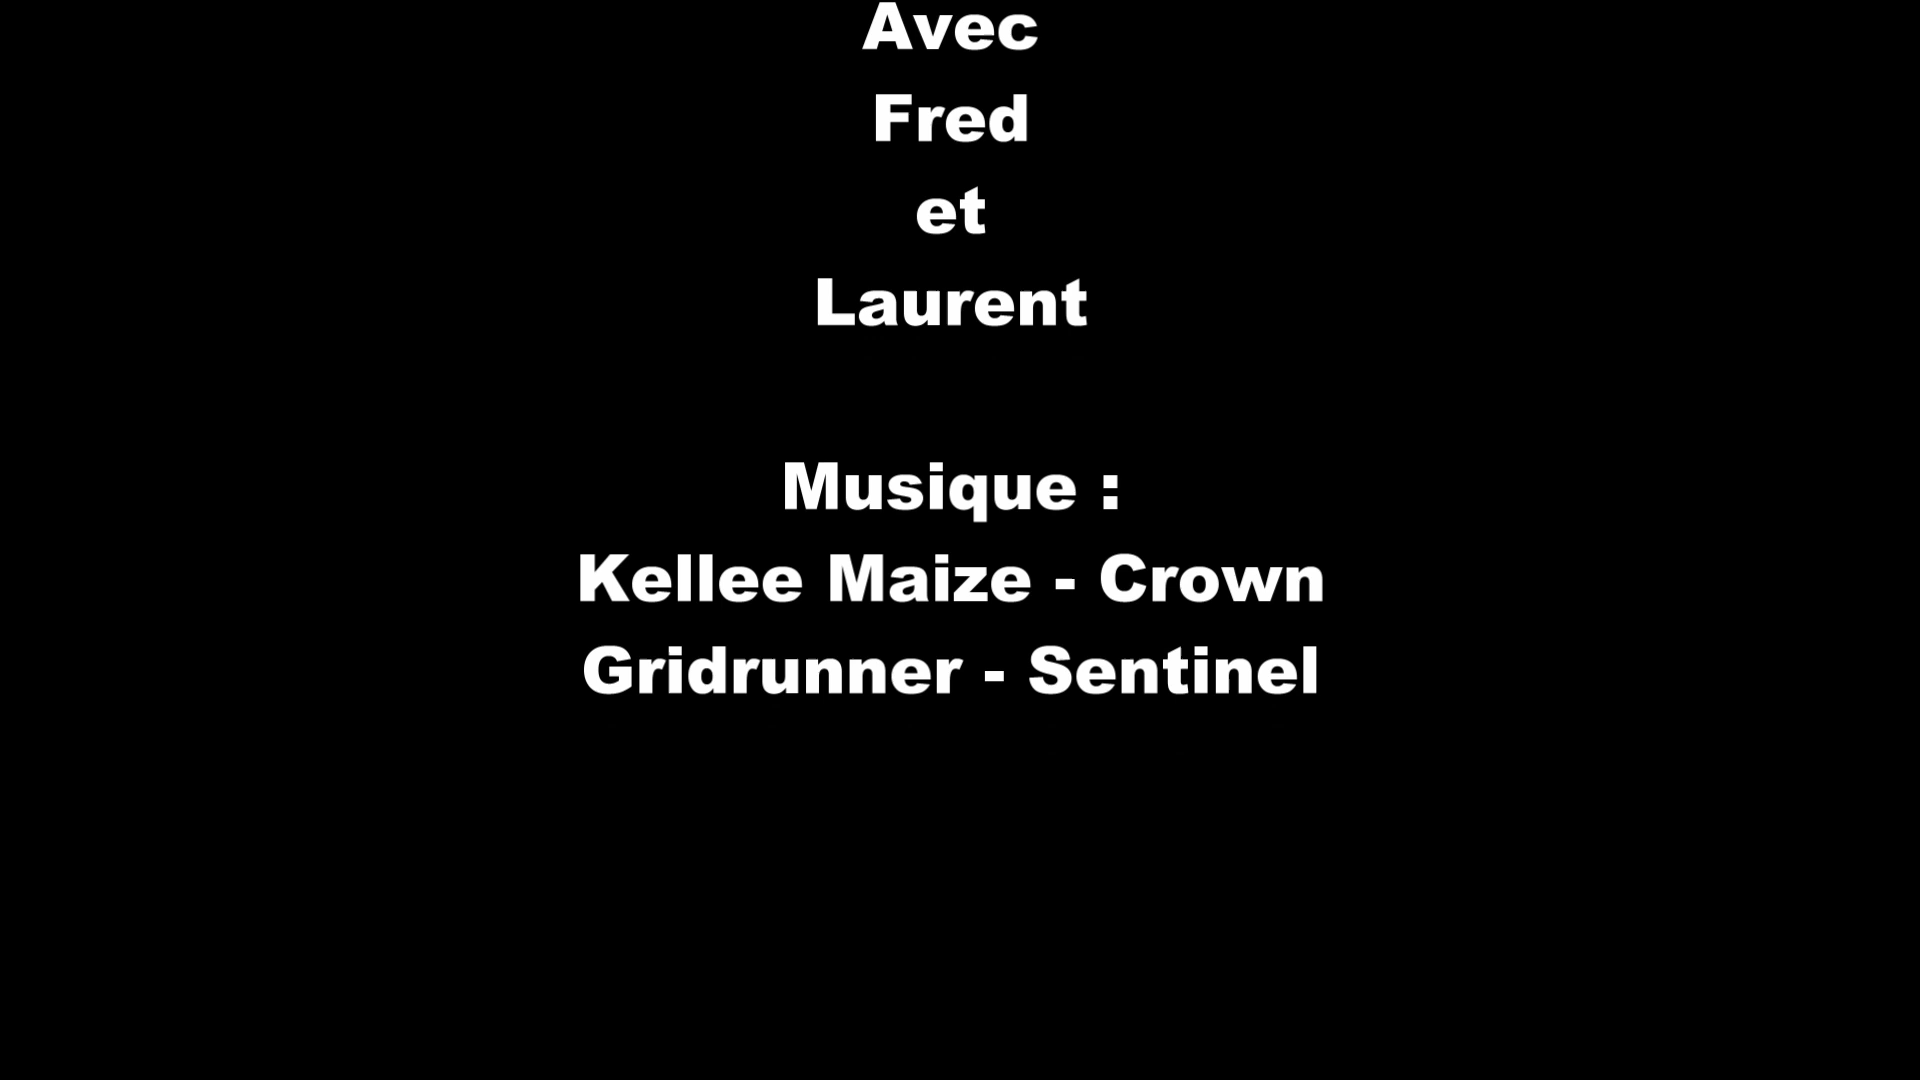 Avec
Fred
et
Laurent
Musique :
Kellee Maize - Crown
Gridrunner - Sentinel